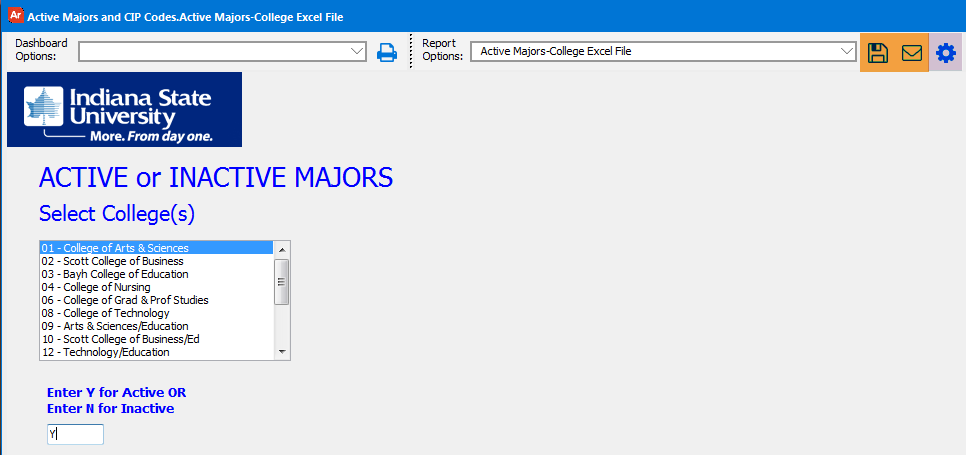 Ar Active Majors and CIP Codes.Active Majors-College Excel File
Dashboard
Options:
Report
Options:
Active Majors-College Excel File
Indiana State
University
More. From day one.
ACTIVE or INACTIVE MAJORS
Select College(s)
01 - College of Arts & Sciences
02 - Scott College of Business
03 - Bayh College of Education
04 - College of Nursing
06 - College of Grad & Prof Studies
08 - College of Technology
09 - Arts & Sciences/Education
10 - Scott College of Business/Ed
12 - Technology/Education
Enter Y for Active OR
Enter N for Inactive
Y